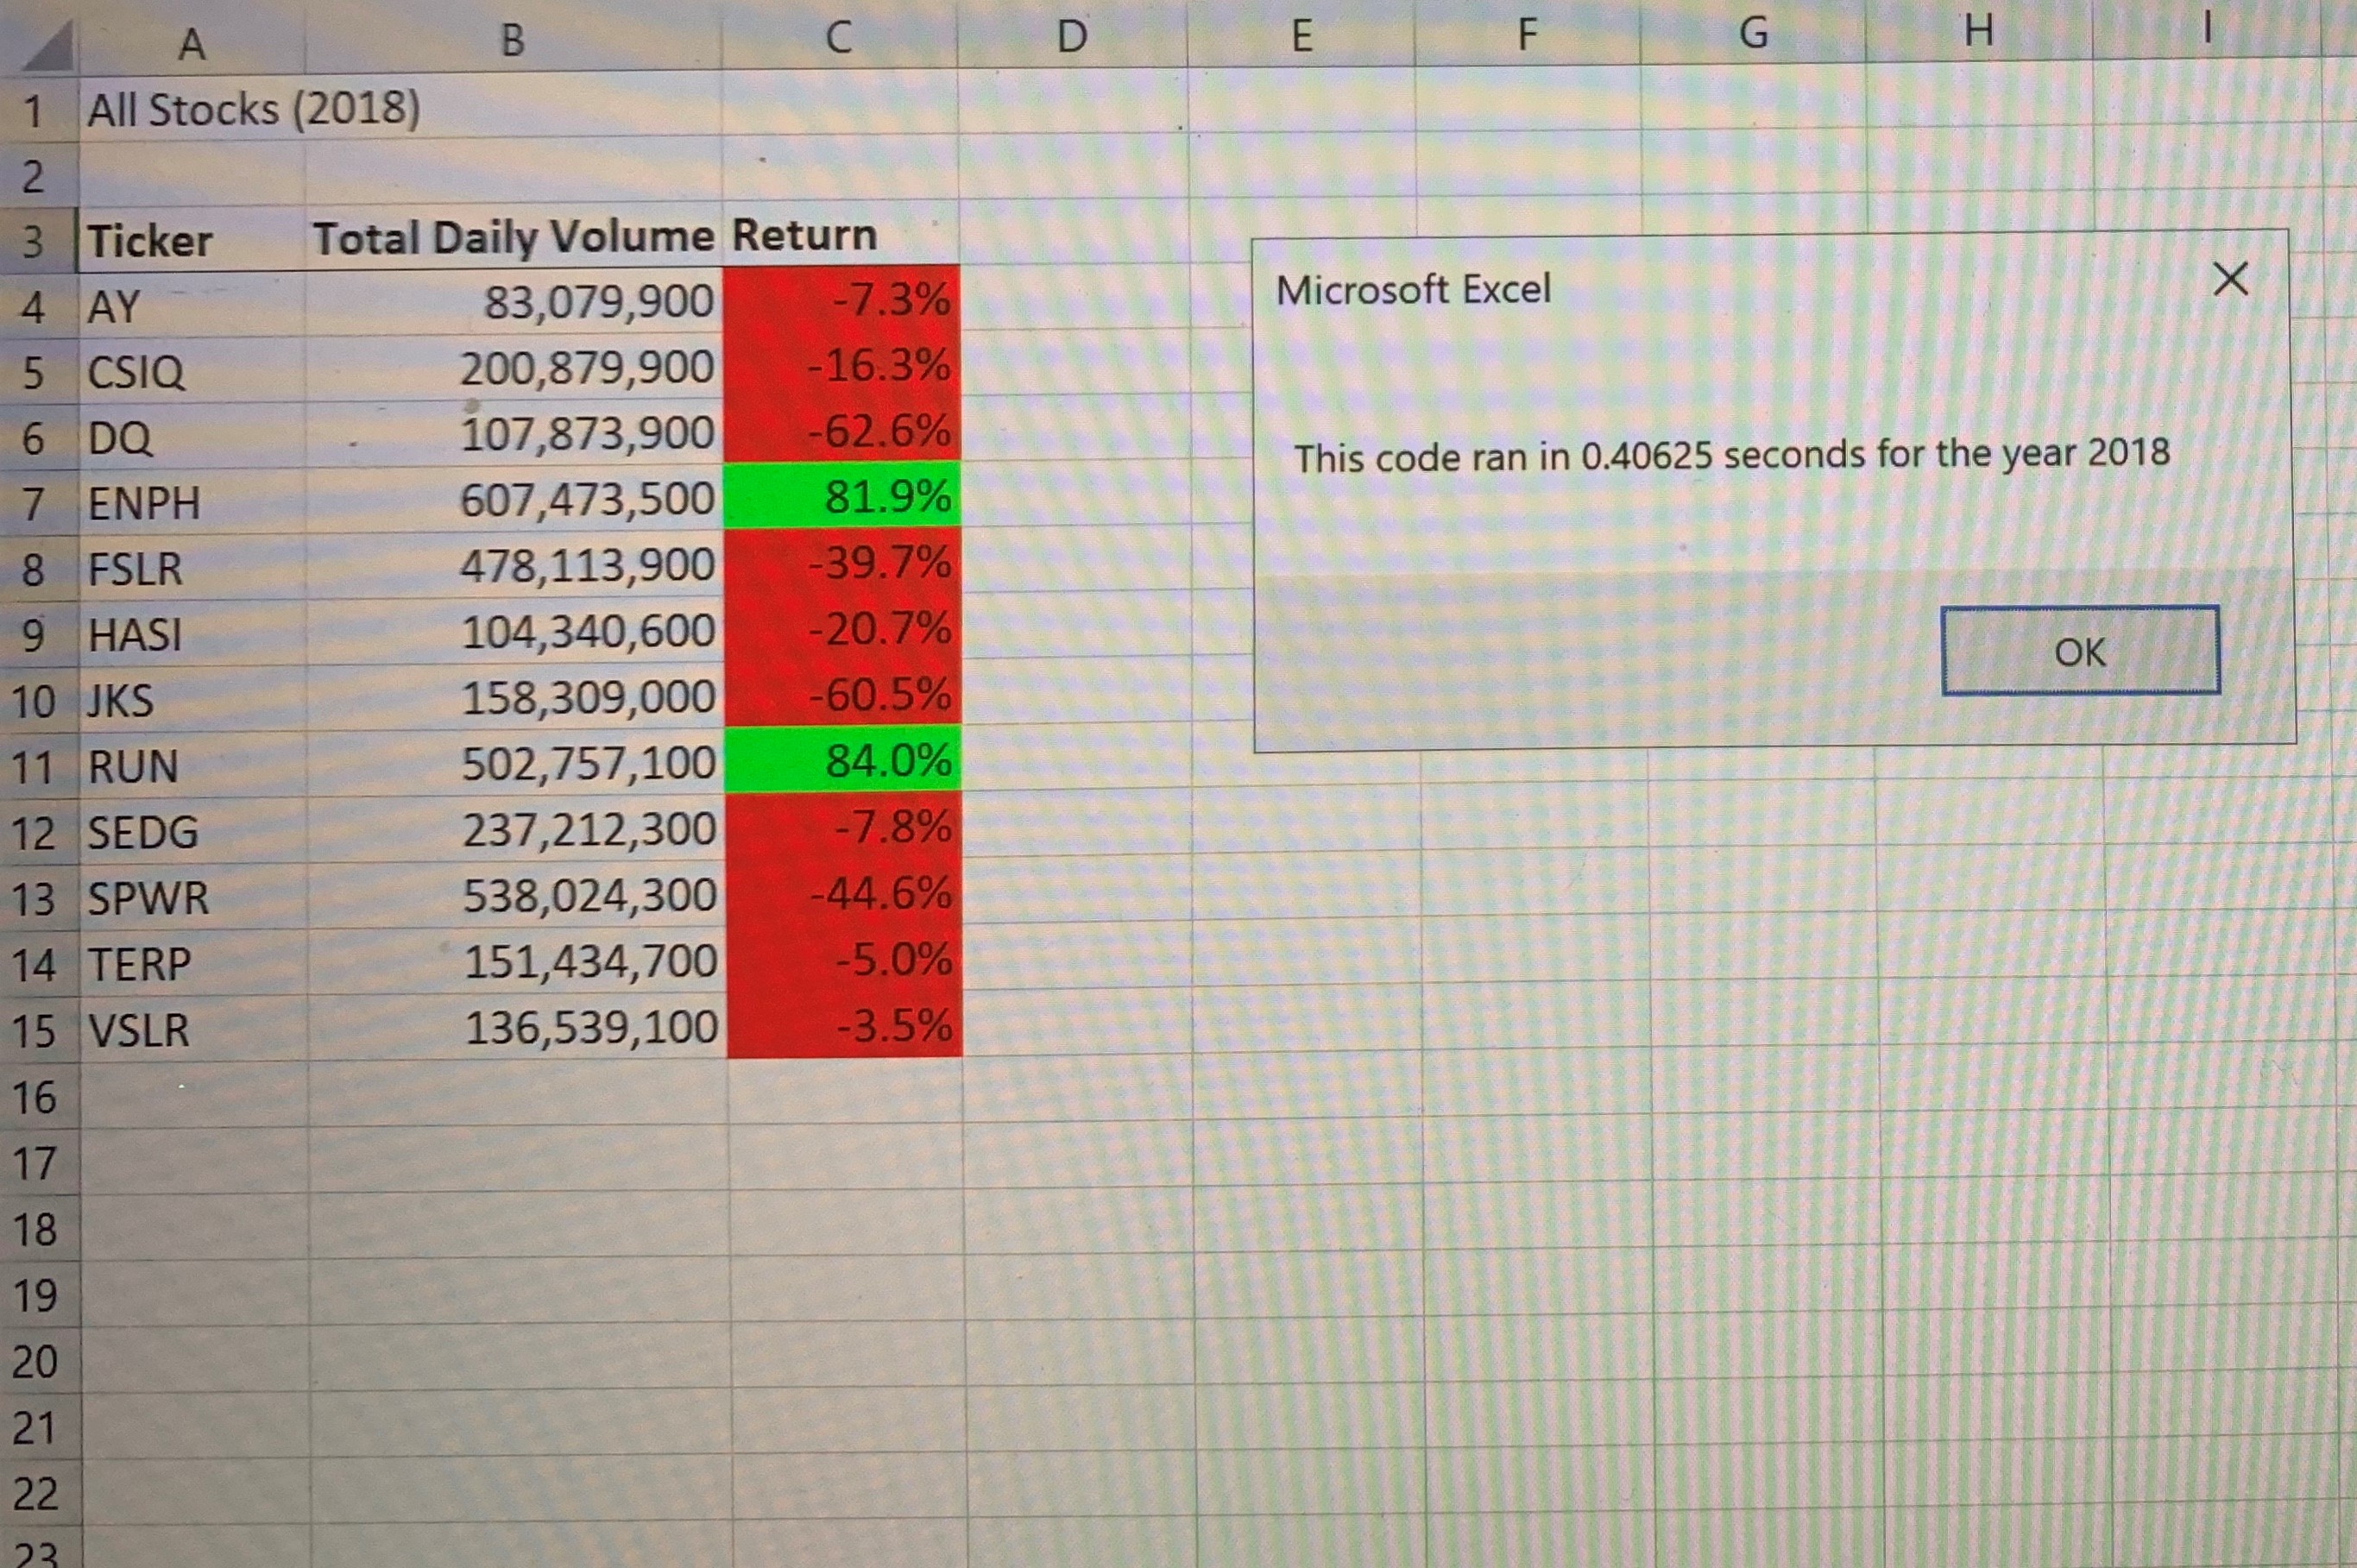 A B C D E F G H I
1 All Stocks (2018)
2
3 Ticker Total Daily Volume Return
4 AY 83,079,900 -7.3%
5 CSIQ 200,879,900 -16.3%
6 DQ 107,873,900 -62.6%
7 ENPH 607,473,500 81.9%
8 FSLR 478,113,900 -39.7%
9 HASI 104,340,600 -20.7%
10 JKS 158,309,000 -60.5%
11 RUN 502,757,100 84.0%
12 SEDG 237,212,300 -7.8%
13 SPWR 538,024,300 -44.6%
14 TERP 151,434,700 -5.0%
15 VSLR 136,539,100 -3.5%
16
17
18
19
20
21
22
23
Microsoft Excel
This code ran in 0.40625 seconds for the year 2018
OK